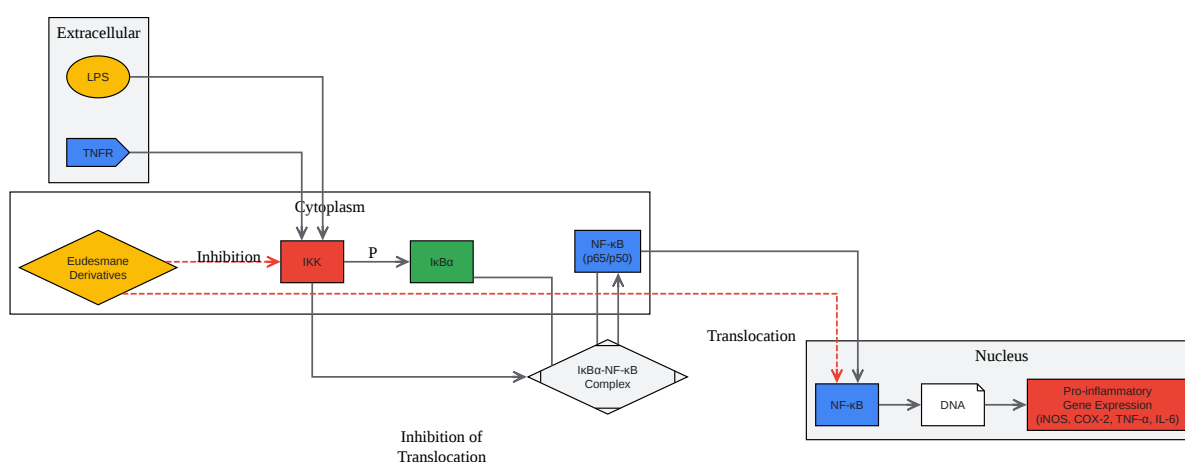 Extracellular
LPS
TNFR
Cytoplasm
Eudesmane
Derivatives
Inhibition
IKK
P
IκBα
NF-κB
(p65/p50)
IκBα-NF-κB
Complex
Translocation
Inhibition of
Translocation
Nucleus
NF-κB
DNA
Pro-inflammatory
Gene Expression
(iNOS, COX-2, TNF-α, IL-6)